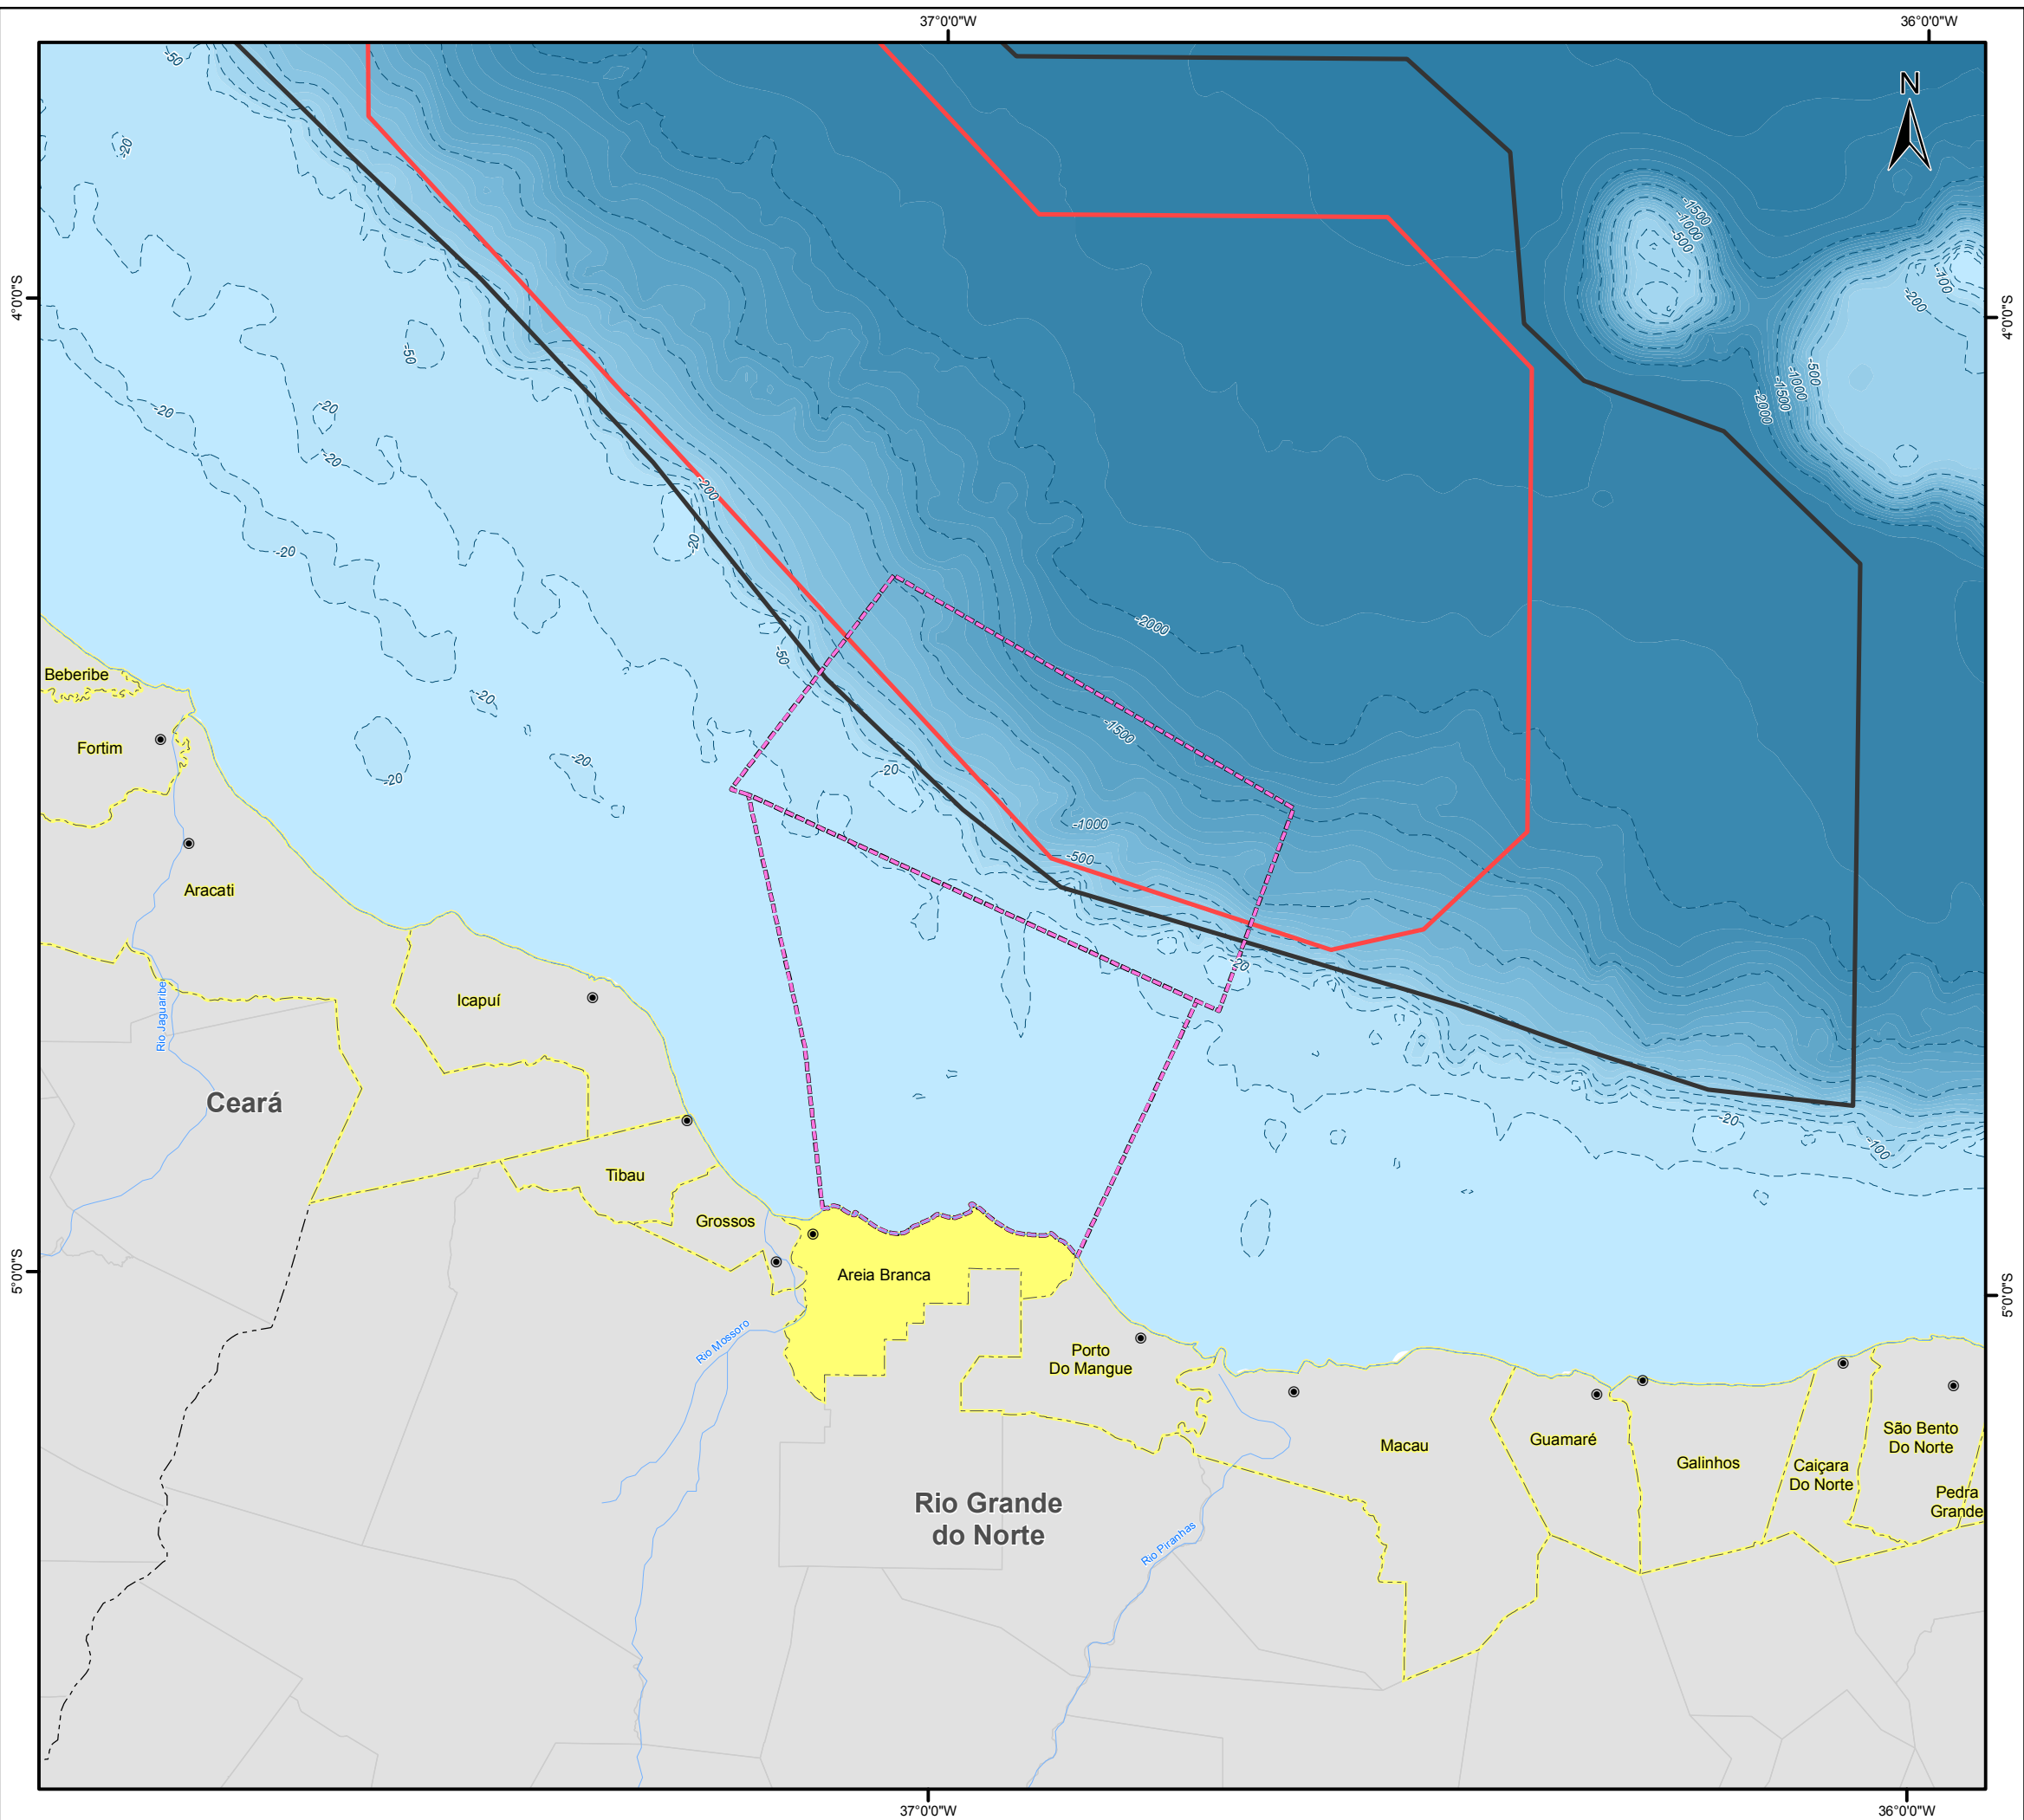 37°0'0"W
36°0'0"W
N
-50
-20
-1500
-1000
-500
-100
-200
4°0'0"S
4°0'0"S
-50
-500
-1000
-1500
-2000
-20
-20
-20
-200
-20
-20
-2000
-50
Beberibe
-20
Fortim
-1500
-20
-20
-20
-1000
-500
Aracati
-20
Icapuí
Rio Jaguaribe
Ceará
-20
-100
Tibau
Grossos
5°0'0"S
Areia Branca
5°0'0"S
Rio Mossoro
Porto
Do Mangue
Macau
Guamaré
Galinhos
Caiçara
Do Norte
São Bento
Do Norte
Pedra
Grande
Rio Grande
do Norte
Rio Piranhas
37°0'0"W
36°0'0"W